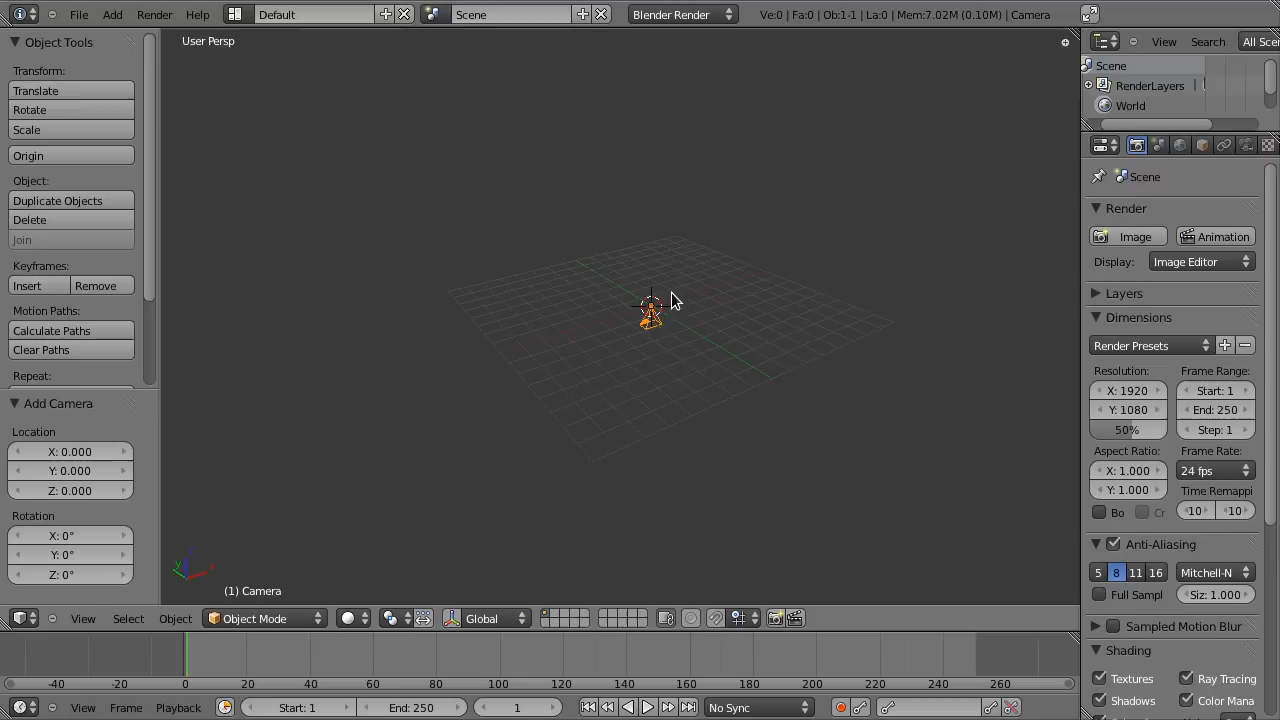 File Add Render Help Default Scene Blender Render Ve:0 | Fa:0 | Ob:1-1 | La:0 | Mem:7.02M (0.10M) | Camera
Object Tools
Transform:
Translate
Rotate
Scale
Origin
Object:
Duplicate Objects
Delete
Join
Keyframes:
Insert Remove
Motion Paths:
Calculate Paths
Clear Paths
Repeat:
Add Camera
Location
X: 0.000
Y: 0.000
Z: 0.000
Rotation
X: 0°
Y: 0°
Z: 0°
User Persp
x
y
(1) Camera
View Select Object Object Mode Global
-40 -20 0 20 40 60 80 100 120 140 160 180 200 220 240 260
View Frame Playback Start: 1 End: 250 1 No Sync
View Search All Sce
Scene
RenderLayers |
World
Scene
Render
Image Animation
Display: Image Editor
Layers
Dimensions
Render Presets
Resolution: Frame Range:
X: 1920 Start: 1
Y: 1080 End: 250
50% Step: 1
Aspect Ratio: Frame Rate:
X: 1.000 24 fps
Y: 1.000 Time Remappi
Bo Cr 10 10
Anti-Aliasing
5 8 11 16 Mitchell-N
Full Sampl Siz: 1.000
Sampled Motion Blur
Shading
Textures Ray Tracing
Shadows Color Mana